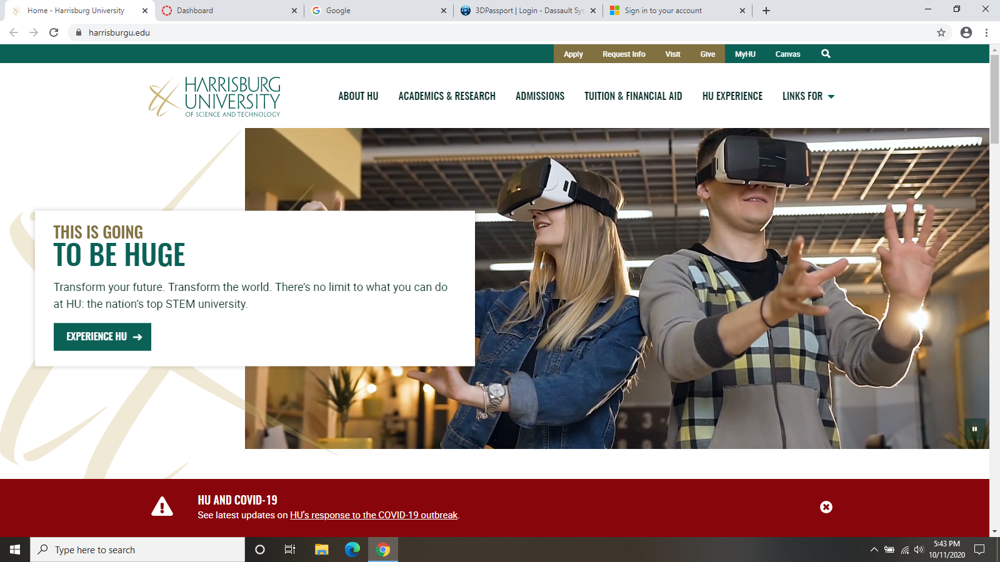 Home - Harrisburg University
Dashboard
Google
3DPassport | Login - Dassault Sys
Sign in to your account
harrisburgu.edu
Apply
Request Info
Visit
Give
MyHU
Canvas
HARRISBURG
UNIVERSITY
OF SCIENCE AND TECHNOLOGY
ABOUT HU
ACADEMICS & RESEARCH
ADMISSIONS
TUITION & FINANCIAL AID
HU EXPERIENCE
LINKS FOR
THIS IS GOING
TO BE HUGE
Transform your future. Transform the world. There's no limit to what you can do
at HU: the nation's top STEM university.
EXPERIENCE HU
HU AND COVID-19
See latest updates on HU's response to the COVID-19 outbreak.
Type here to search
5:43 PM
10/11/2020